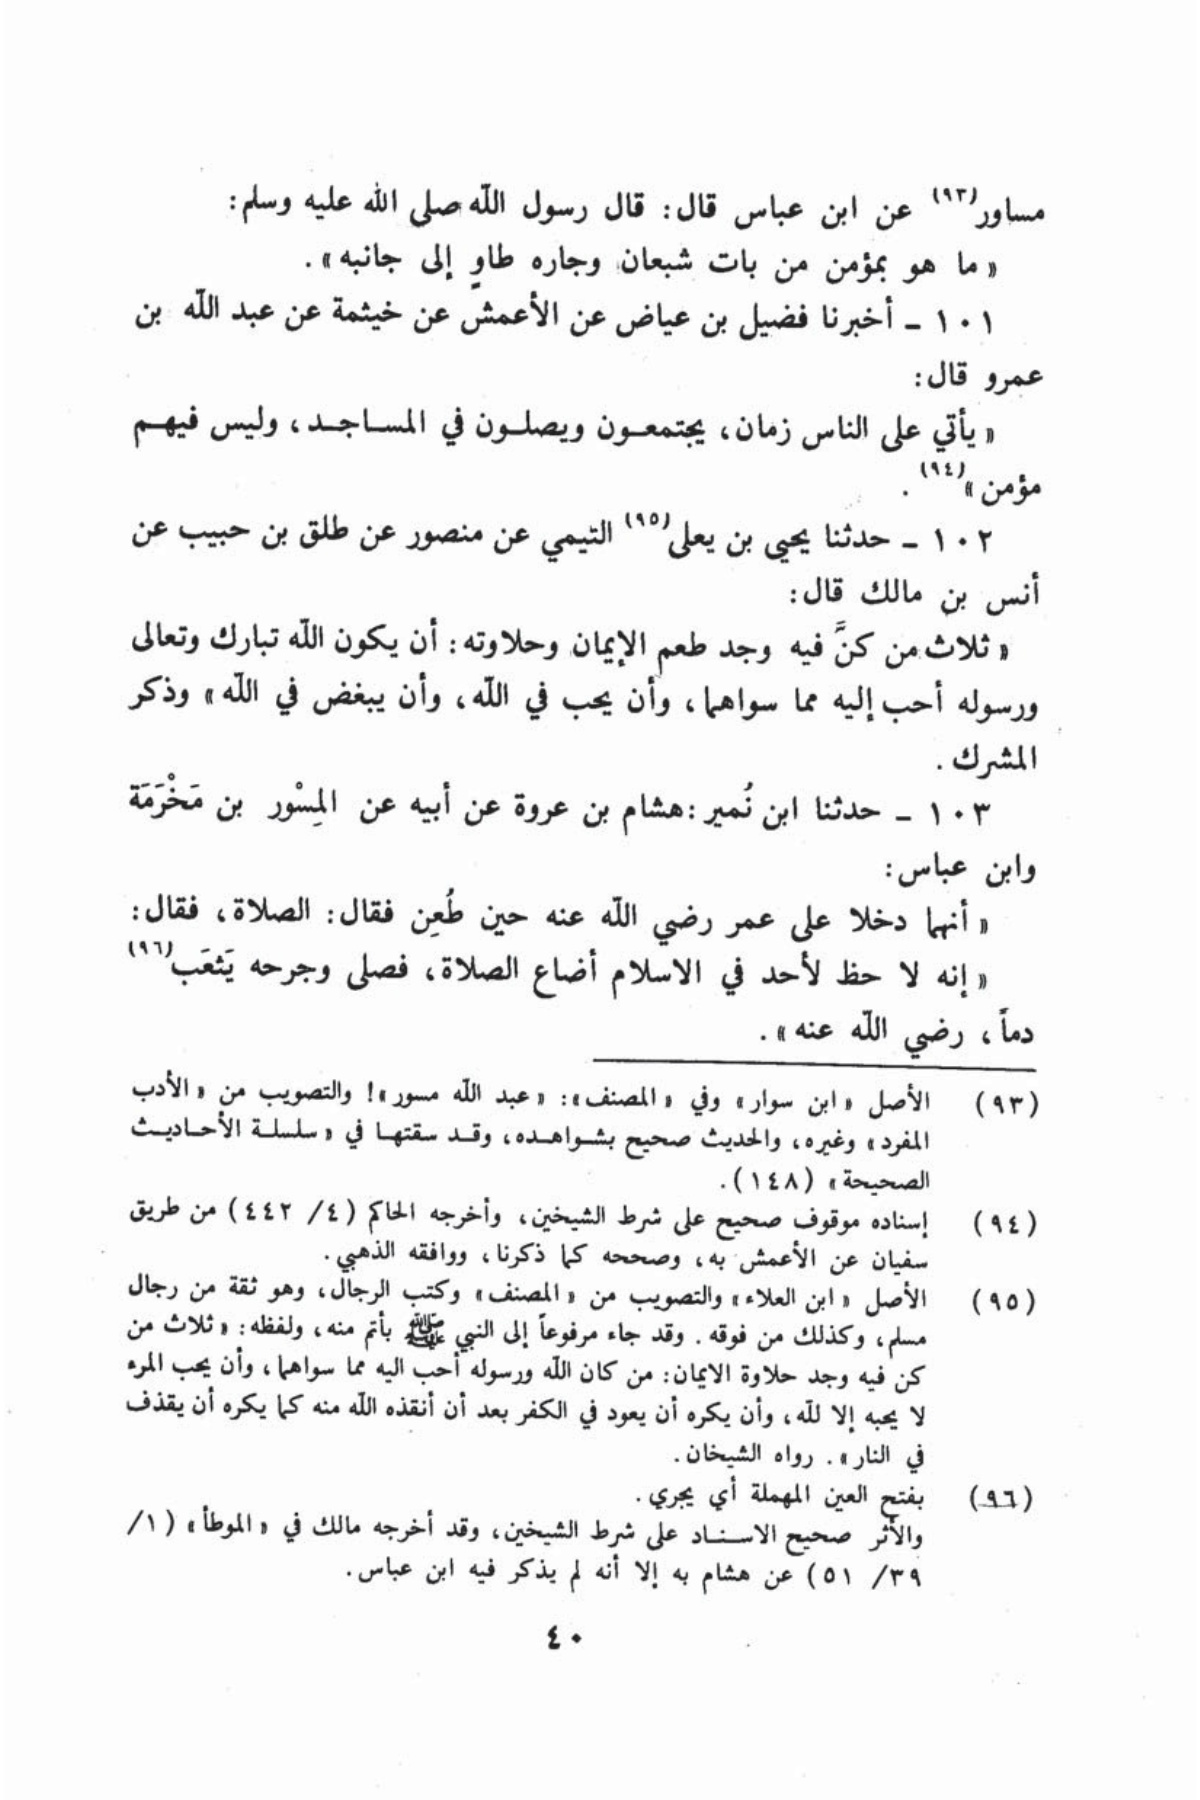 مساور(٩٣) عن ابن عباس قال: قال رسول الله صلى الله عليه وسلم:
« ما هو بمؤمن من بات شبعان وجاره طاوٍ إلى جانبه ».
١٠١ ـ أخبرنا فضيل بن عياض عن الأعمش عن خيثمة عن عبد الله بن
عمرو قال:
« يأتي على الناس زمان، يجتمعون ويصلون في المساجد، وليس فيهم
مؤمن »(٩٤).
١٠٢ ـ حدثنا يحيى بن يعلى(٩٥) التيمي عن منصور عن طلق بن حبيب عن
أنس بن مالك قال:
« ثلاث من كنَّ فيه وجد طعم الإيمان وحلاوته: أن يكون الله تبارك وتعالى
ورسوله أحب إليه مما سواهما، وأن يحب في الله، وأن يبغض في الله » وذكر
المشرك.
١٠٣ ـ حدثنا ابن نُمير: هشام بن عروة عن أبيه عن المِسْور بن مَخْرَمَة
وابن عباس:
« أنهما دخلا على عمر رضي الله عنه حين طُعِن فقال: الصلاة، فقال:
« إنه لا حظ لأحد في الاسلام أضاع الصلاة، فصلى وجرحه يَثعَب(٩٦)
دماً، رضي الله عنه ».
(٩٣) الأصل « ابن سوار » وفي « المصنف »: « عبد الله مسور »! والتصويب من « الأدب
المفرد » وغيره، والحديث صحيح بشواهده، وقد سقتها في « سلسلة الأحاديث
الصحيحة » (١٤٨).
(٩٤) إسناده موقوف صحيح على شرط الشيخين، وأخرجه الحاكم (٤/ ٤٤٢) من طريق
سفيان عن الأعمش به، وصححه كما ذكرنا، ووافقه الذهبي.
(٩٥) الأصل « ابن العلاء » والتصويب من « المصنف » وكتب الرجال، وهو ثقة من رجال
مسلم، وكذلك من فوقه. وقد جاء مرفوعاً إلى النبي ﷺ بأتم منه، ولفظه: « ثلاث من
كن فيه وجد حلاوة الايمان: من كان الله ورسوله أحب اليه مما سواهما، وأن يحب المرء
لا يحبه إلا لله، وأن يكره أن يعود في الكفر بعد أن أنقذه الله منه كما يكره أن يقذف
في النار ». رواه الشيخان.
(٩٦) بفتح العين المهملة أي يجري.
والأثر صحيح الاسناد على شرط الشيخين، وقد أخرجه مالك في « الموطأ » (١/
٣٩/ ٥١) عن هشام به إلا أنه لم يذكر فيه ابن عباس.
٤٠